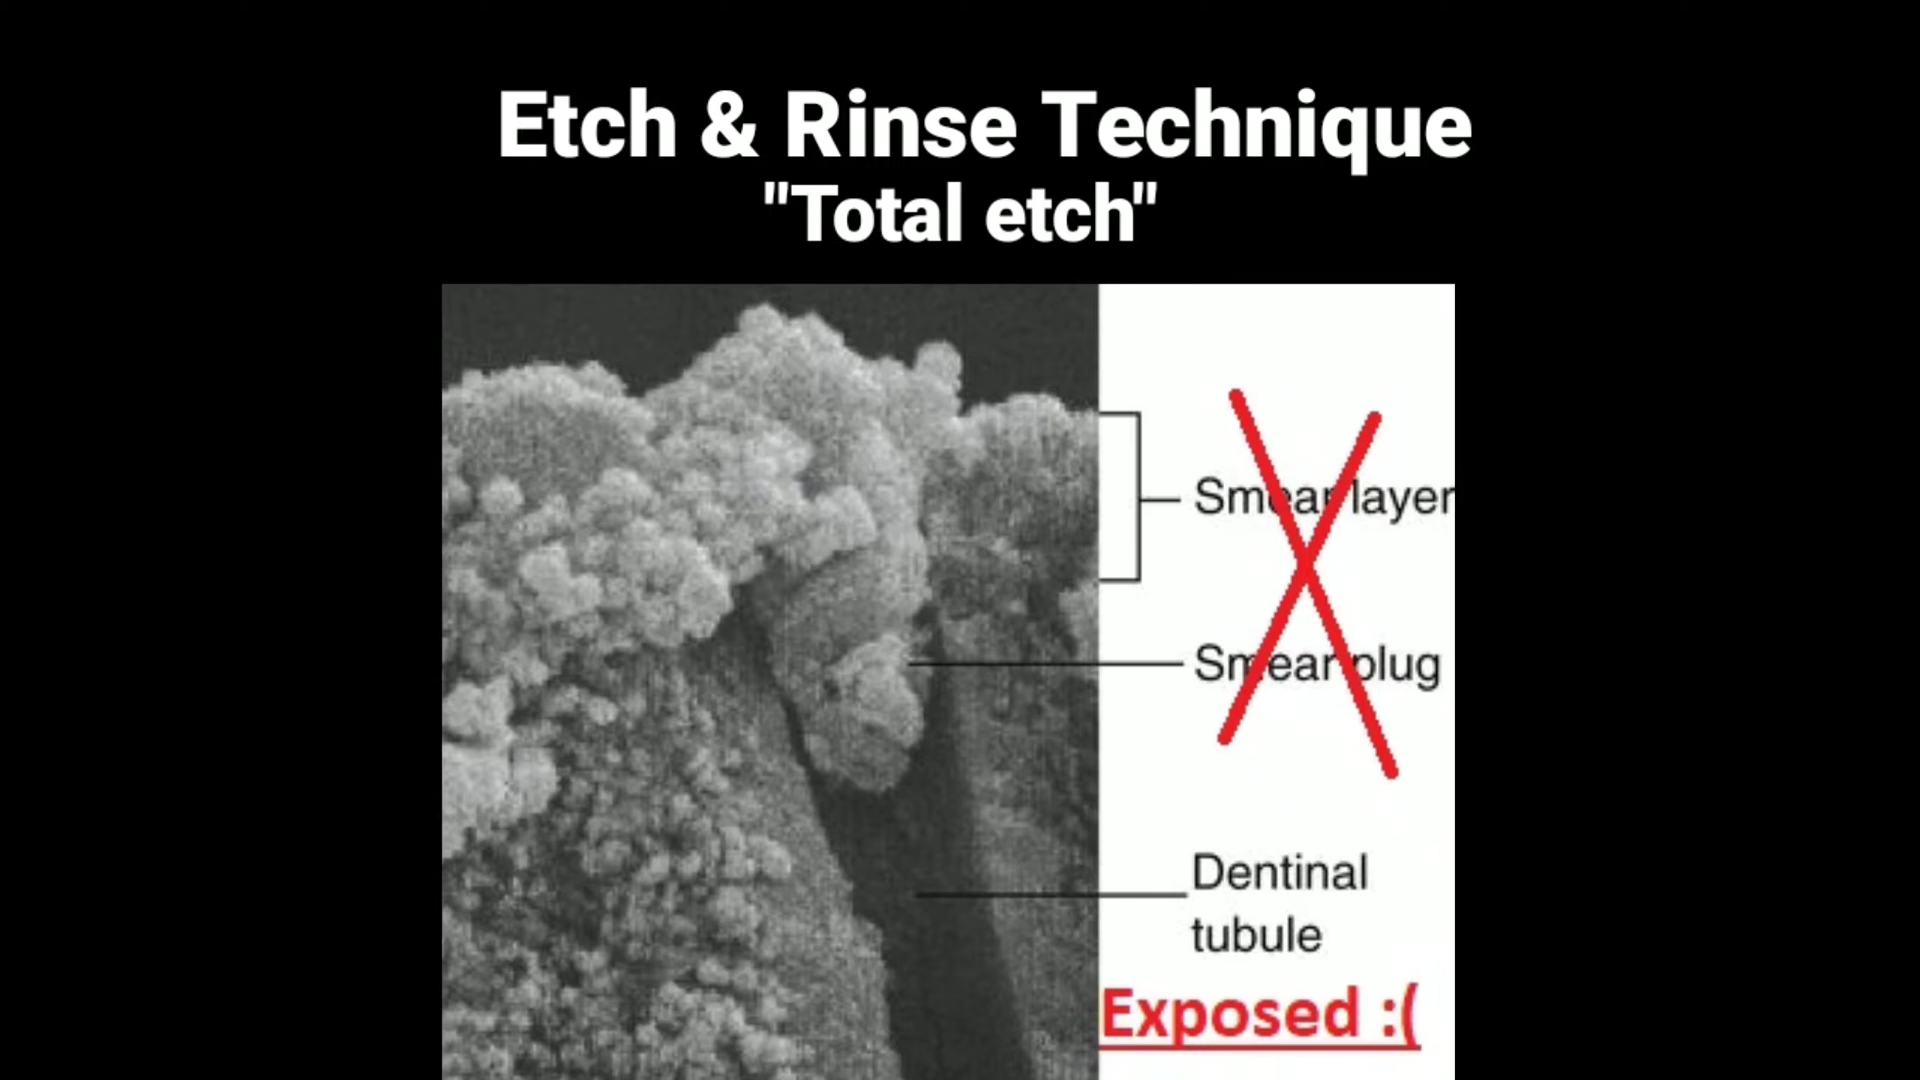 Etch & Rinse Technique
"Total etch"
Smear layer
Smear plug
Dentinal
tubule
Exposed :(